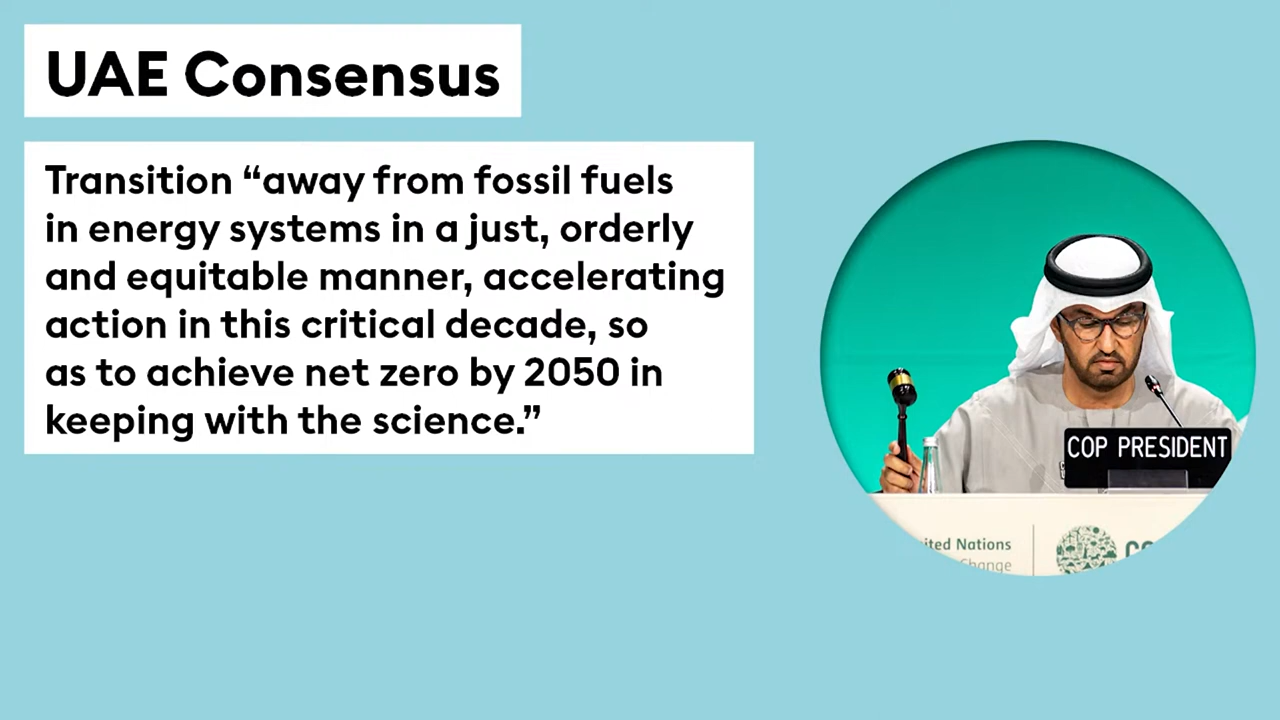 UAE Consensus
Transition “away from fossil fuels
in energy systems in a just, orderly
and equitable manner, accelerating
action in this critical decade, so
as to achieve net zero by 2050 in
keeping with the science.”
COP PRESIDENT
Nations
Change